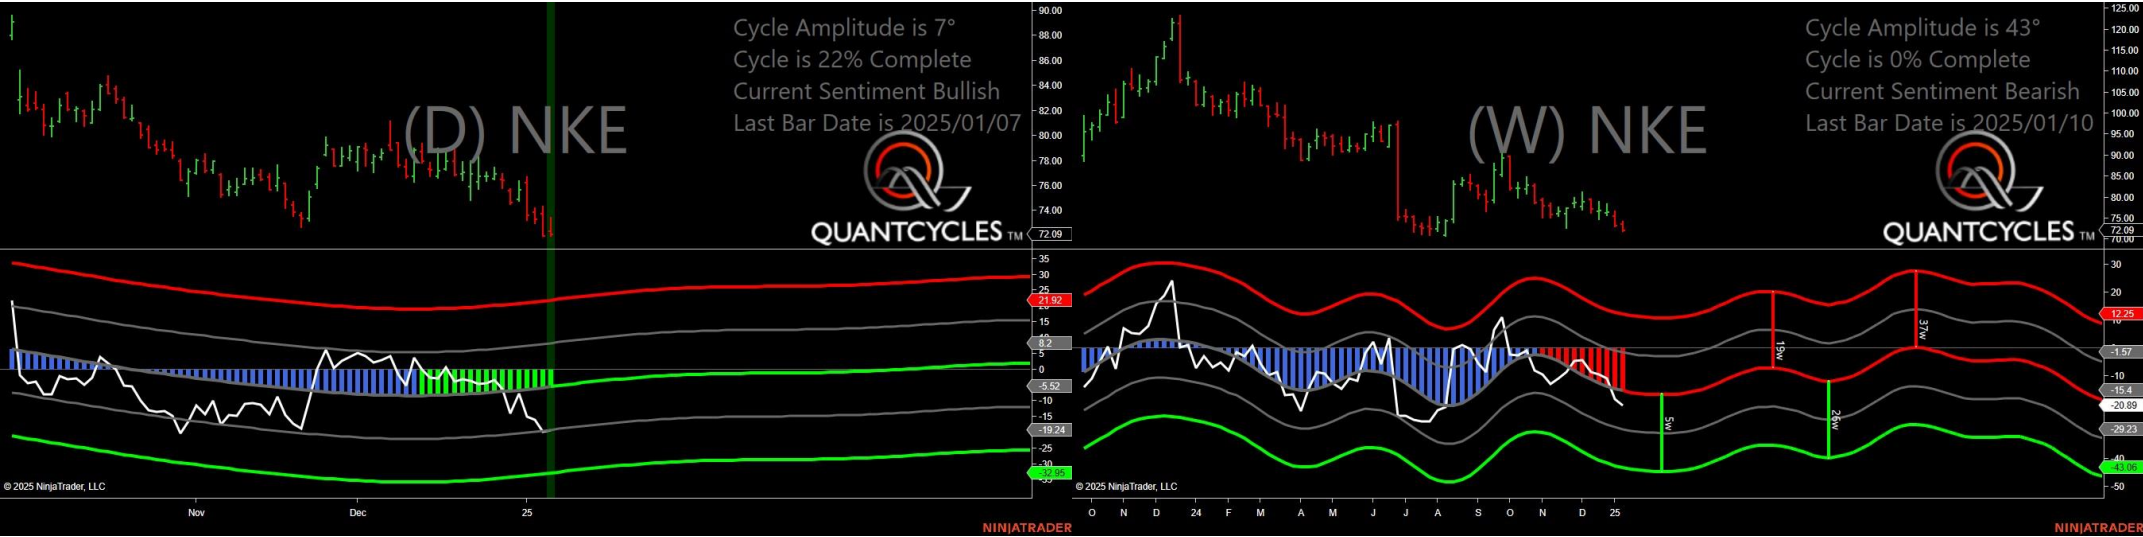 Cycle Amplitude is 7°
Cycle is 22% Complete
Current Sentiment Bullish
Last Bar Date is 2025/01/07
(D) NKE
QUANTCYCLES TM
90.00
88.00
86.00
84.00
82.00
80.00
78.00
76.00
74.00
72.09
35
30
25
21.92
15
8.2
5
0
-5.52
-10
-15
-19.24
-25
-30
-32.95
© 2025 NinjaTrader, LLC
Nov Dec 25
NINJATRADER
Cycle Amplitude is 43°
Cycle is 0% Complete
Current Sentiment Bearish
Last Bar Date is 2025/01/10
(W) NKE
QUANTCYCLES TM
125.00
120.00
115.00
110.00
105.00
100.00
95.00
90.00
85.00
80.00
75.00
72.09
70.00
30
20
12.25
-1.57
-10
-15.4
-20.89
-29.23
-40
-43.06
-50
5w
19w
26w
37w
© 2025 NinjaTrader, LLC
O N D 24 F M A M J J A S O N D 25
NINJATRADER